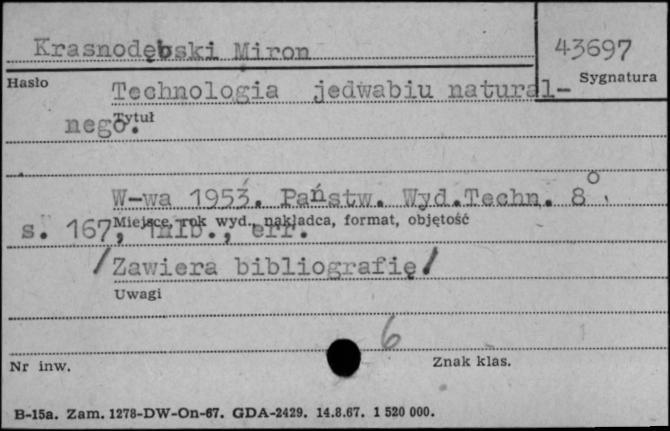 Krasnodębski Miron
43697
Hasło
Sygnatura
Technologia jedwabiu natural-
nego.
Tytuł
W-wa 1953. Państw. Wyd.Techn. 8°
s. 167, nlb., err.
Miejsce, rok wyd., nakładca, format, objętość
/Zawiera bibliografię/
Uwagi
6
Nr inw.
Znak klas.
B-15a. Zam. 1278-DW-On-67. GDA-2429. 14.8.67. 1 520 000.